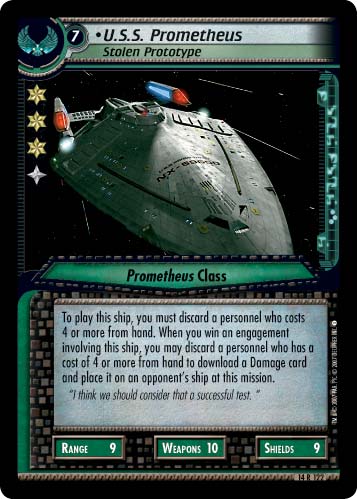 7
•U.S.S. Prometheus
Stolen Prototype
Prometheus Class
To play this ship, you must discard a personnel who costs
4 or more from hand. When you win an engagement
involving this ship, you may discard a personnel who has a
cost of 4 or more from hand to download a Damage card
and place it on an opponent's ship at this mission.
"I think we should consider that a successful test. "
RANGE 9 WEAPONS 10 SHIELDS 9
14 R 122